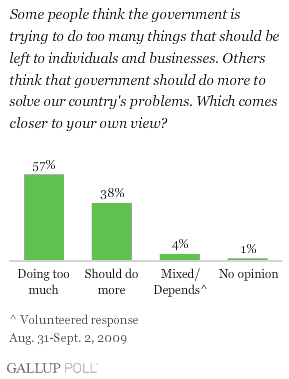 Some people think the government is
trying to do too many things that should be
left to individuals and businesses. Others
think that government should do more to
solve our country's problems. Which comes
closer to your own view?
57%
38%
4%
1%
Doing too
much
Should do
more
Mixed/
Depends^
No opinion
^ Volunteered response
Aug. 31-Sept. 2, 2009
GALLUP POLL